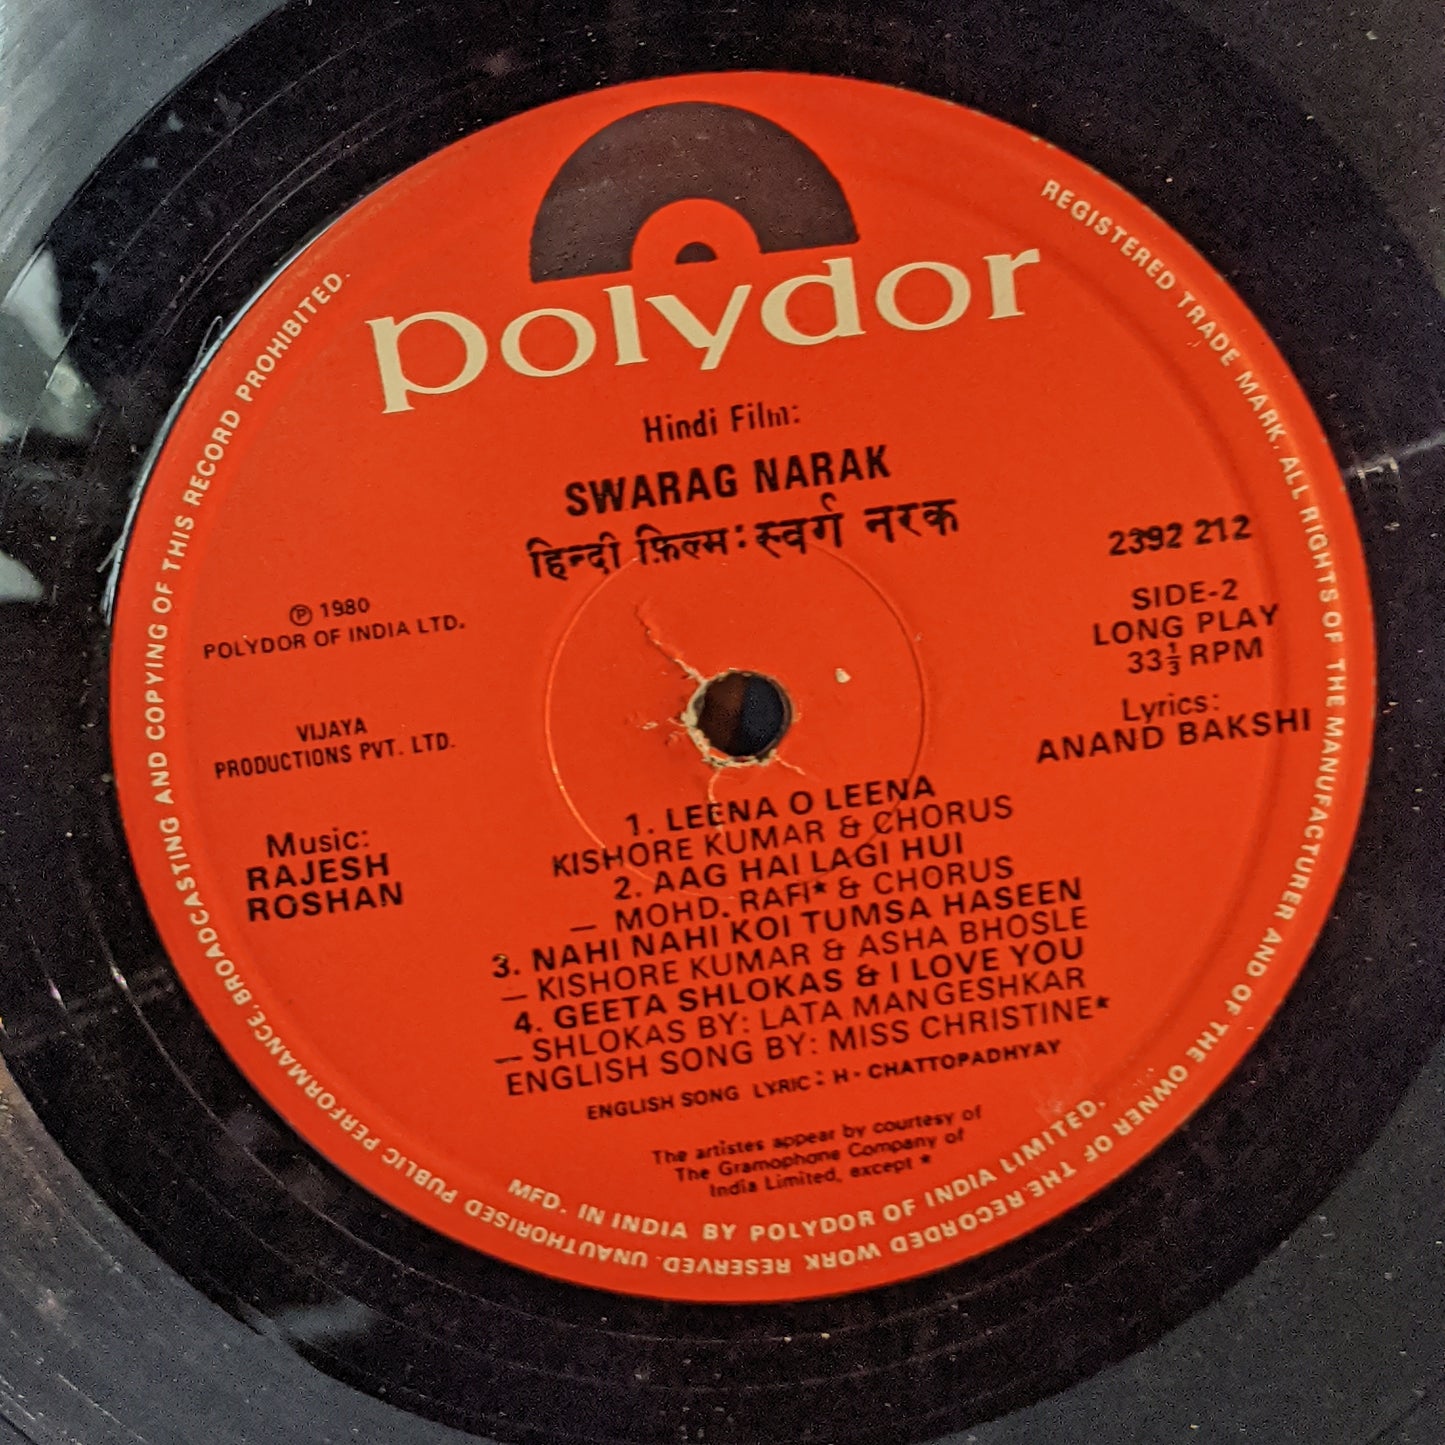 polydor
Hindi Film:
SWARAG NARAK
हिन्दी फ़िल्म : स्वर्ग नरक
℗ 1980
POLYDOR OF INDIA LTD.
VIJAYA
PRODUCTIONS PVT. LTD.
Music:
RAJESH
ROSHAN
2392 212
SIDE-2
LONG PLAY
33⅓ RPM
Lyrics:
ANAND BAKSHI
1. LEENA O LEENA
KISHORE KUMAR & CHORUS
2. AAG HAI LAGI HUI
— MOHD. RAFI* & CHORUS
3. NAHI NAHI KOI TUMSA HASEEN
— KISHORE KUMAR & ASHA BHOSLE
4. GEETA SHLOKAS & I LOVE YOU
— SHLOKAS BY: LATA MANGESHKAR
ENGLISH SONG BY: MISS CHRISTINE*
ENGLISH SONG LYRIC : H. CHATTOPADHYAY
The artistes appear by courtesy of
The Gramophone Company of
India Limited, except *
MFD. IN INDIA BY POLYDOR OF INDIA LIMITED.
REGISTERED TRADE MARK. ALL RIGHTS OF THE MANUFACTURER AND OF THE OWNER OF THE RECORDED WORK RESERVED. UNAUTHORISED PUBLIC PERFORMANCE, BROADCASTING AND COPYING OF THIS RECORD PROHIBITED.